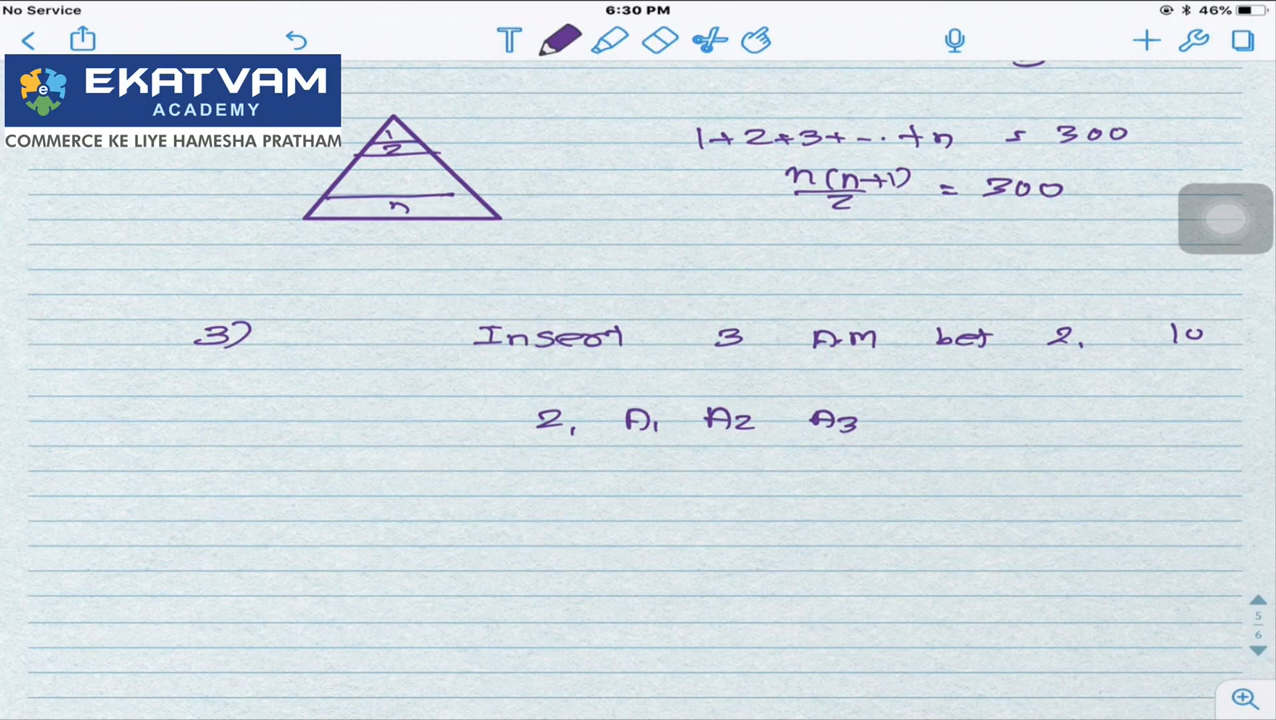 No Service 6:30 PM 46%
EKATVAM
ACADEMY
COMMERCE KE LIYE HAMESHA PRATHAM
1
2
n
1+2+3+-..+n = 300
n(n+1)/2 = 300
3) Insert 3 A.M bet 2, 10
2, A1 A2 A3
5
6